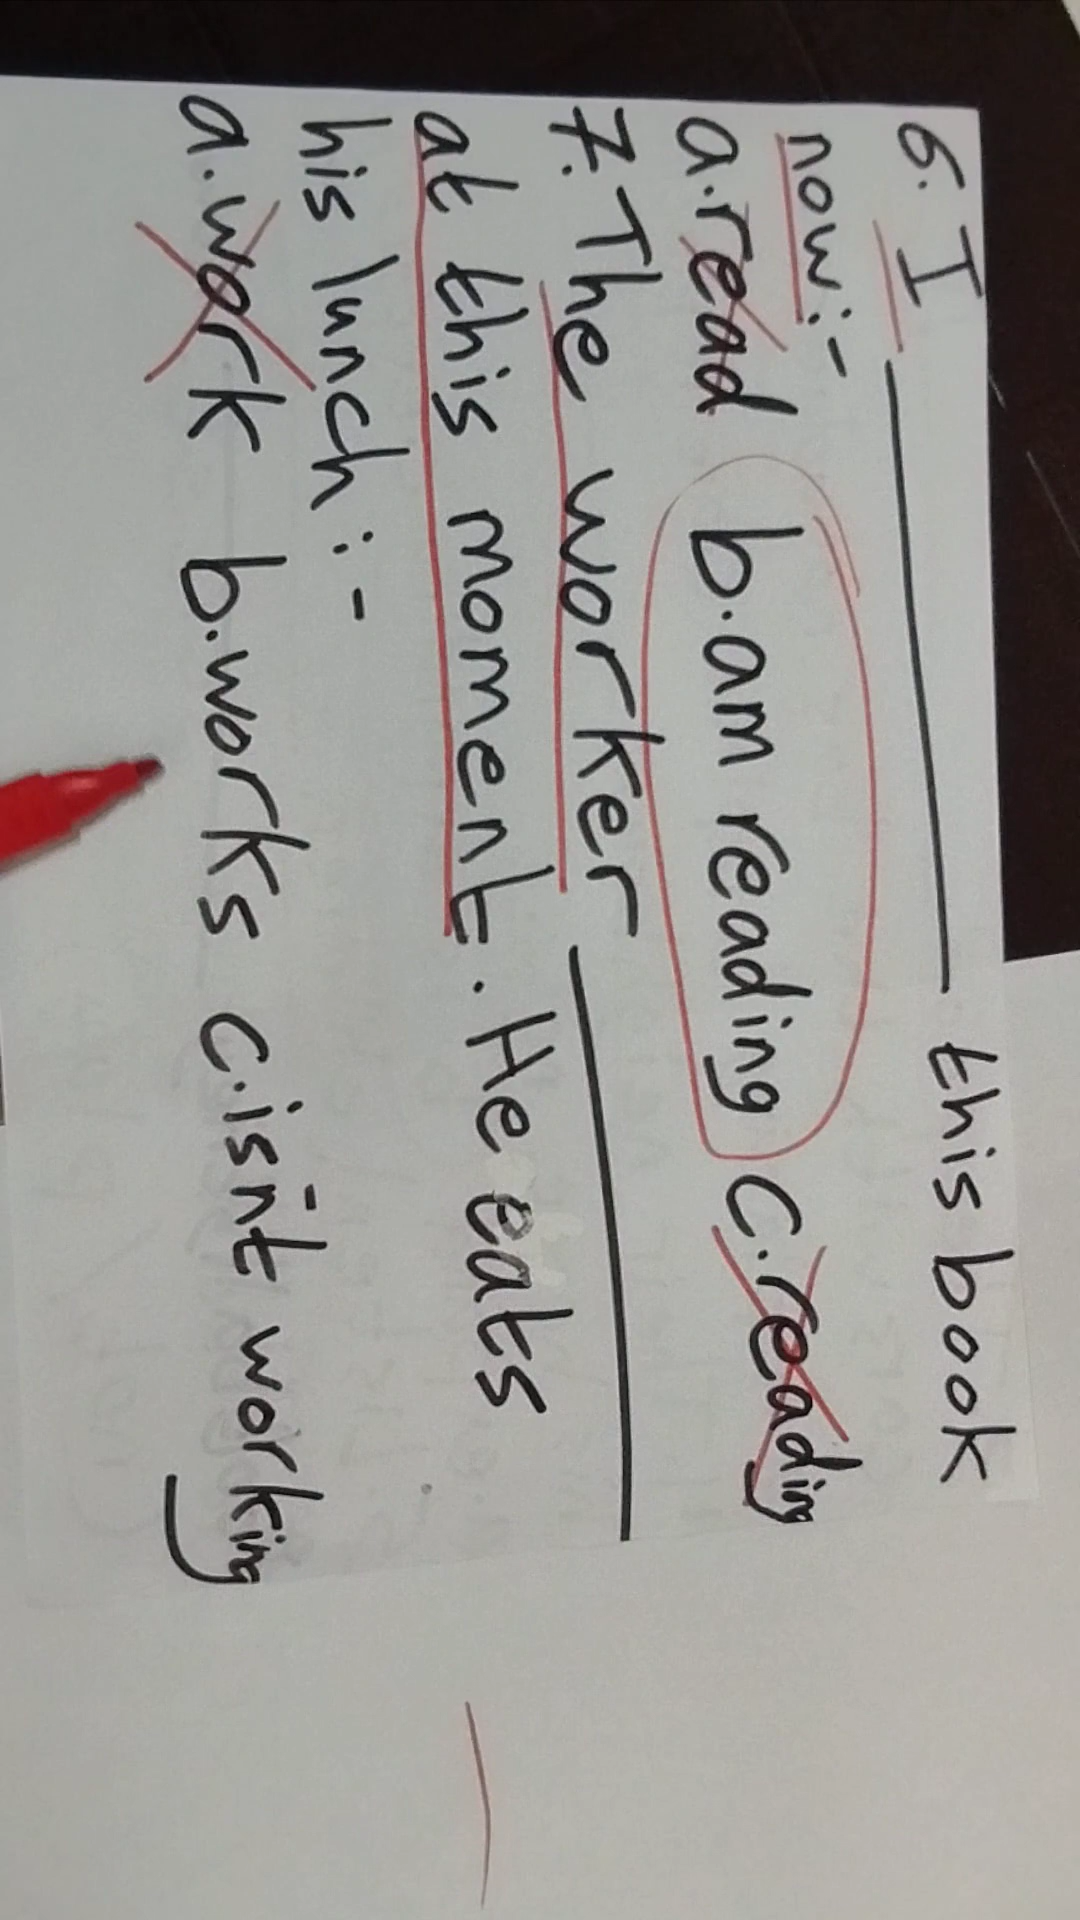 6. I ________ this book
now:-
a.read b.am reading c.reading
7. The worker ________
at this moment. He eats
his lunch :-
a.work b.works c.isn't working